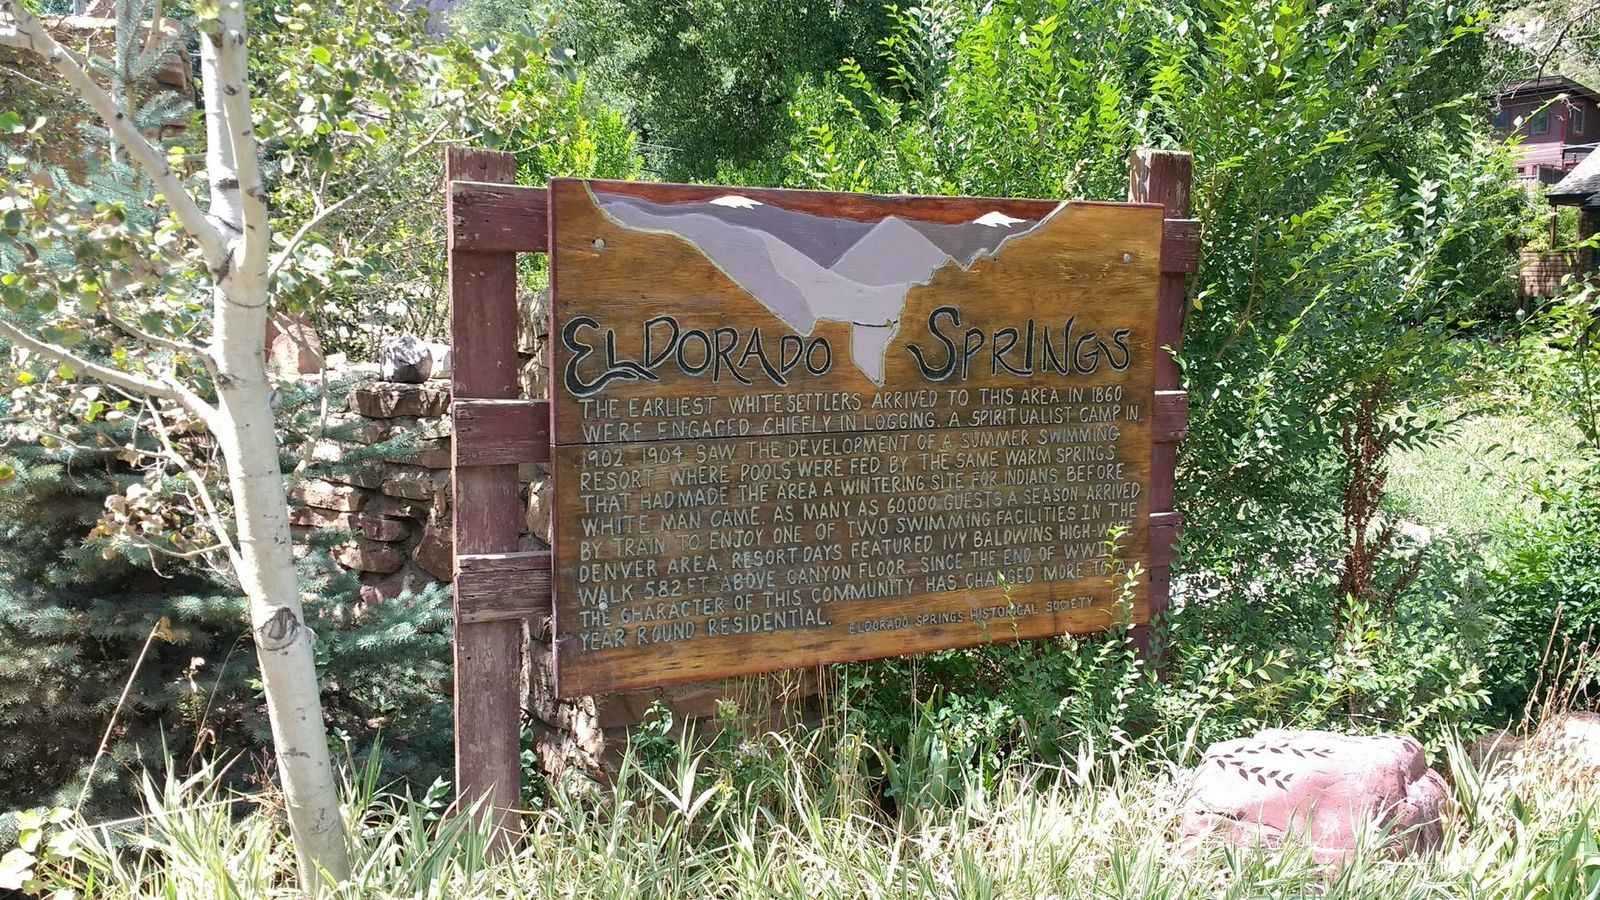 ELDORADO SPRINGS
THE EARLIEST WHITE SETTLERS ARRIVED TO THIS AREA IN 1860
WERE ENGAGED CHIEFLY IN LOGGING. A SPIRITUALIST CAMP IN
1902. 1904 SAW THE DEVELOPMENT OF A SUMMER SWIMMING
RESORT WHERE POOLS WERE FED BY THE SAME WARM SPRINGS
THAT HAD MADE THE AREA A WINTERING SITE FOR INDIANS BEFORE
WHITE MAN CAME. AS MANY AS 60,000 GUESTS A SEASON ARRIVED
BY TRAIN TO ENJOY ONE OF TWO SWIMMING FACILITIES IN THE
DENVER AREA. RESORT DAYS FEATURED IVY BALDWINS HIGH-WIRE
WALK 582 FT ABOVE CANYON FLOOR. SINCE THE END OF WWII
THE CHARACTER OF THIS COMMUNITY HAS CHANGED MORE TO A
YEAR ROUND RESIDENTIAL.
ELDORADO SPRINGS HISTORICAL SOCIETY